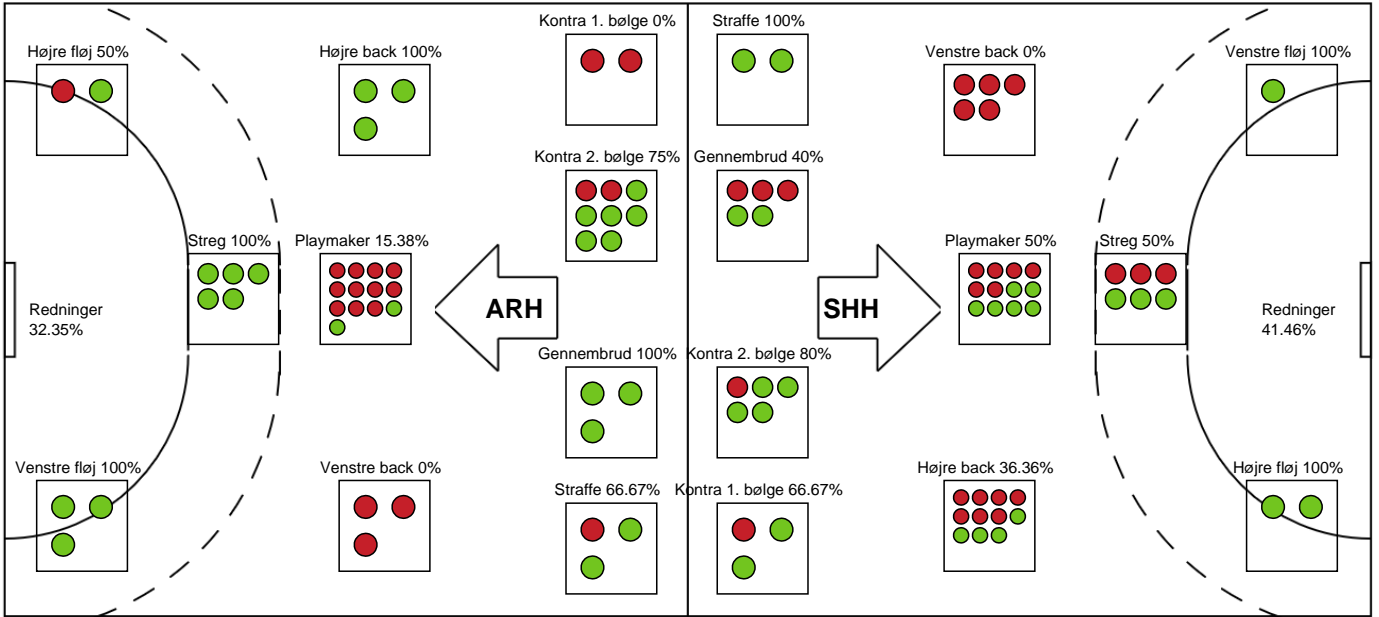 Kontra 1. bølge 0%
Straffe 100%
Højre fløj 50%
Højre back 100%
Venstre back 0%
Venstre fløj 100%
Kontra 2. bølge 75%
Gennembrud 40%
Streg 100%
Playmaker 15.38%
Playmaker 50%
Streg 50%
Redninger
32.35%
ARH
SHH
Redninger
41.46%
Gennembrud 100%
Kontra 2. bølge 80%
Venstre fløj 100%
Venstre back 0%
Højre back 36.36%
Højre fløj 100%
Straffe 66.67%
Kontra 1. bølge 66.67%